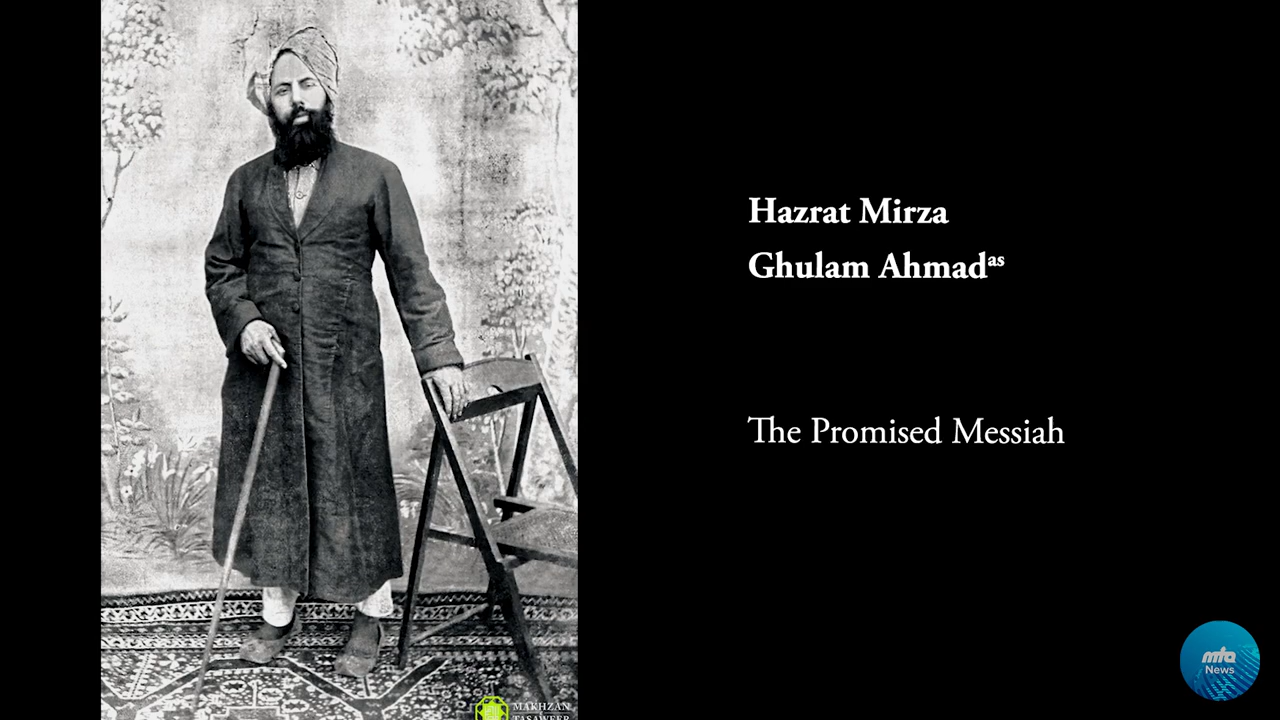 Hazrat Mirza
Ghulam Ahmadas
The Promised Messiah
mta
News
MAKHZAN
TASAWEER